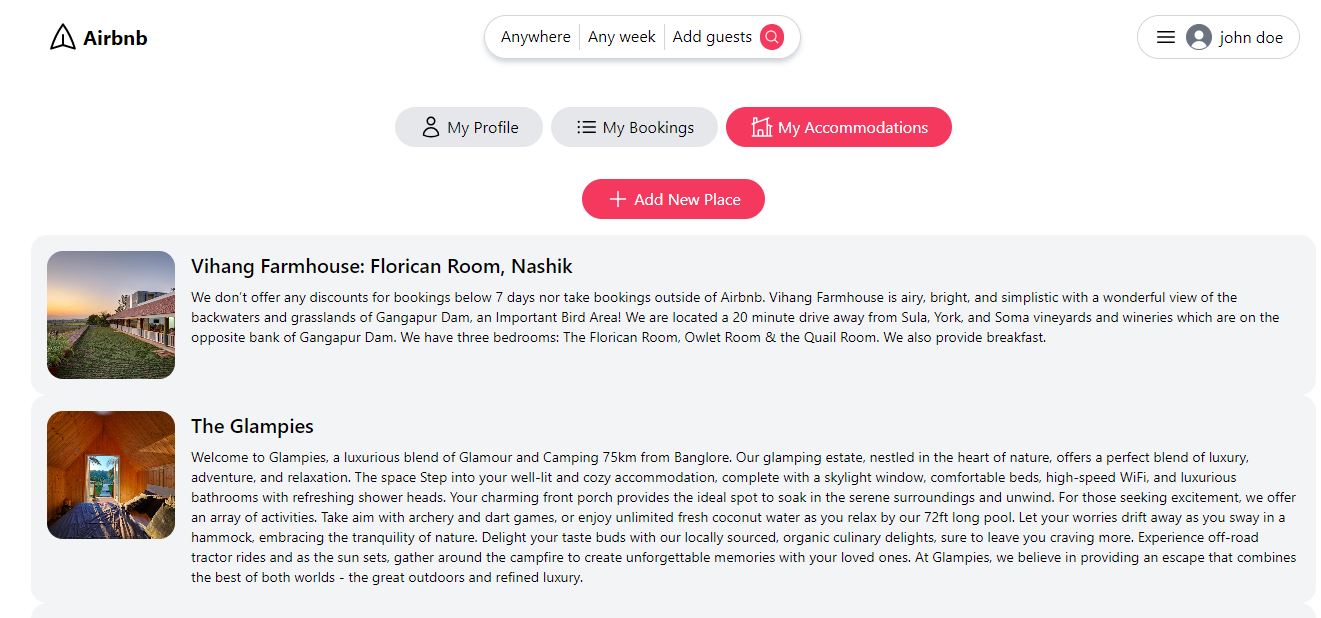 Airbnb
Anywhere
Any week
Add guests
john doe
My Profile
My Bookings
My Accommodations
Add New Place
Vihang Farmhouse: Florican Room, Nashik
We don't offer any discounts for bookings below 7 days nor take bookings outside of Airbnb. Vihang Farmhouse is airy, bright, and simplistic with a wonderful view of the
backwaters and grasslands of Gangapur Dam, an Important Bird Area! We are located a 20 minute drive away from Sula, York, and Soma vineyards and wineries which are on the
opposite bank of Gangapur Dam. We have three bedrooms: The Florican Room, Owlet Room & the Quail Room. We also provide breakfast.
The Glampies
Welcome to Glampies, a luxurious blend of Glamour and Camping 75km from Banglore. Our glamping estate, nestled in the heart of nature, offers a perfect blend of luxury,
adventure, and relaxation. The space Step into your well-lit and cozy accommodation, complete with a skylight window, comfortable beds, high-speed WiFi, and luxurious
bathrooms with refreshing shower heads. Your charming front porch provides the ideal spot to soak in the serene surroundings and unwind. For those seeking excitement, we offer
an array of activities. Take aim with archery and dart games, or enjoy unlimited fresh coconut water as you relax by our 72ft long pool. Let your worries drift away as you sway in a
hammock, embracing the tranquility of nature. Delight your taste buds with our locally sourced, organic culinary delights, sure to leave you craving more. Experience off-road
tractor rides and as the sun sets, gather around the campfire to create unforgettable memories with your loved ones. At Glampies, we believe in providing an escape that combines
the best of both worlds - the great outdoors and refined luxury.